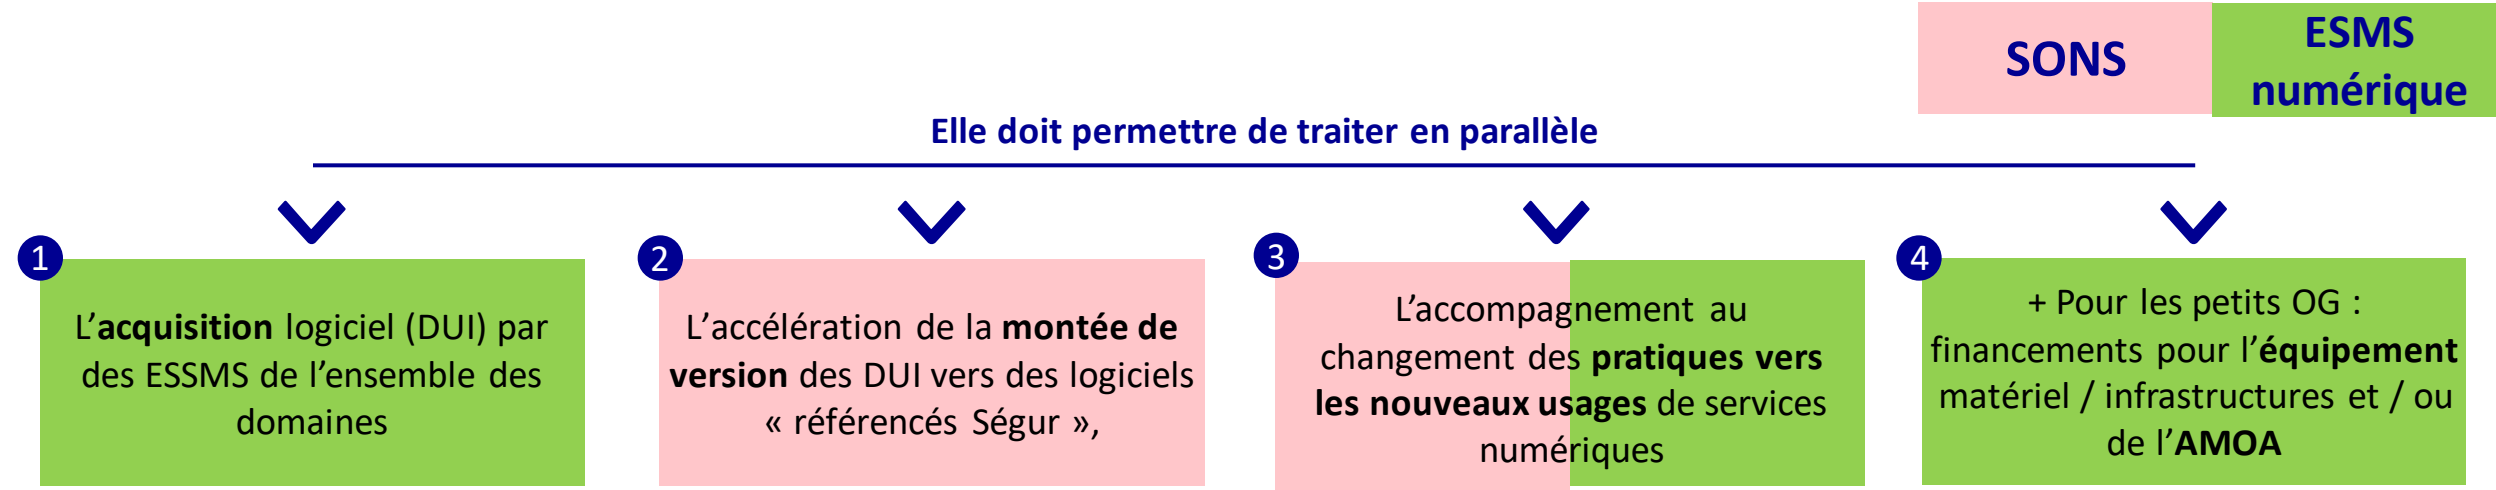 SONS
ESMS
numérique
Elle doit permettre de traiter en parallèle
1
L’acquisition logiciel (DUI) par
des ESSMS de l’ensemble des
domaines
2
L’accélération de la montée de
version des DUI vers des logiciels
« référencés Ségur »,
3
L’accompagnement au
changement des pratiques vers
les nouveaux usages de services
numériques
4
+ Pour les petits OG :
financements pour l’équipement
matériel / infrastructures et / ou
de l’AMOA